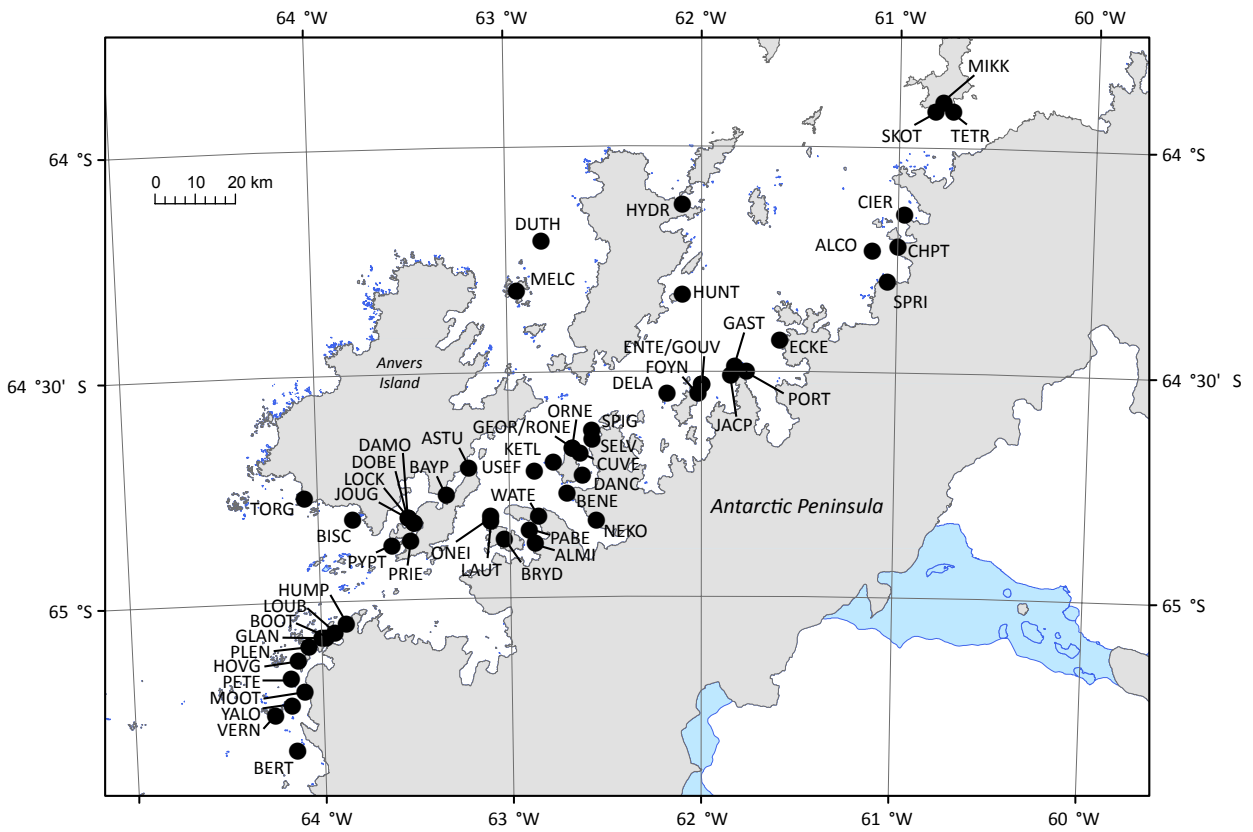 64 °W 63 °W 62 °W 61 °W 60 °W
MIKK
SKOT TETR
64 °S 64 °S
0 10 20 km
CIER
HYDR
DUTH
ALCO CHPT
MELC
HUNT
SPRI
GAST
ENTE/GOUV ECKE
FOYN
Anvers
Island
64 °30' S 64 °30' S
DELA
PORT
ORNE
SPIG
JACP
GEOR/RONE
ASTU
DAMO
KETL SELV
DOBE
BAYP USEF CUVE
LOCK
DANC
JOUG
WATE BENE
Antarctic Peninsula
TORG
BISC
NEKO
PABE
ONEI
ALMI
PYPT
LAUT
PRIE
BRYD
HUMP
LOUB
65 °S 65 °S
BOOT
GLAN
PLEN
HOVG
PETE
MOOT
YALO
VERN
BERT
64 °W 63 °W 62 °W 61 °W 60 °W